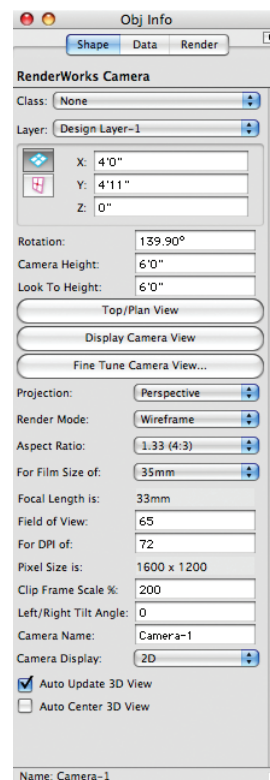 Obj Info
Shape Data Render
RenderWorks Camera
Class: None
Layer: Design Layer-1
X: 4'0"
Y: 4'11"
Z: 0"
Rotation: 139.90°
Camera Height: 6'0"
Look To Height: 6'0"
Top/Plan View
Display Camera View
Fine Tune Camera View...
Projection: Perspective
Render Mode: Wireframe
Aspect Ratio: 1.33 (4:3)
For Film Size of: 35mm
Focal Length is: 33mm
Field of View: 65
For DPI of: 72
Pixel Size is: 1600 x 1200
Clip Frame Scale %: 200
Left/Right Tilt Angle: 0
Camera Name: Camera-1
Camera Display: 2D
Auto Update 3D View
Auto Center 3D View
Name: Camera-1